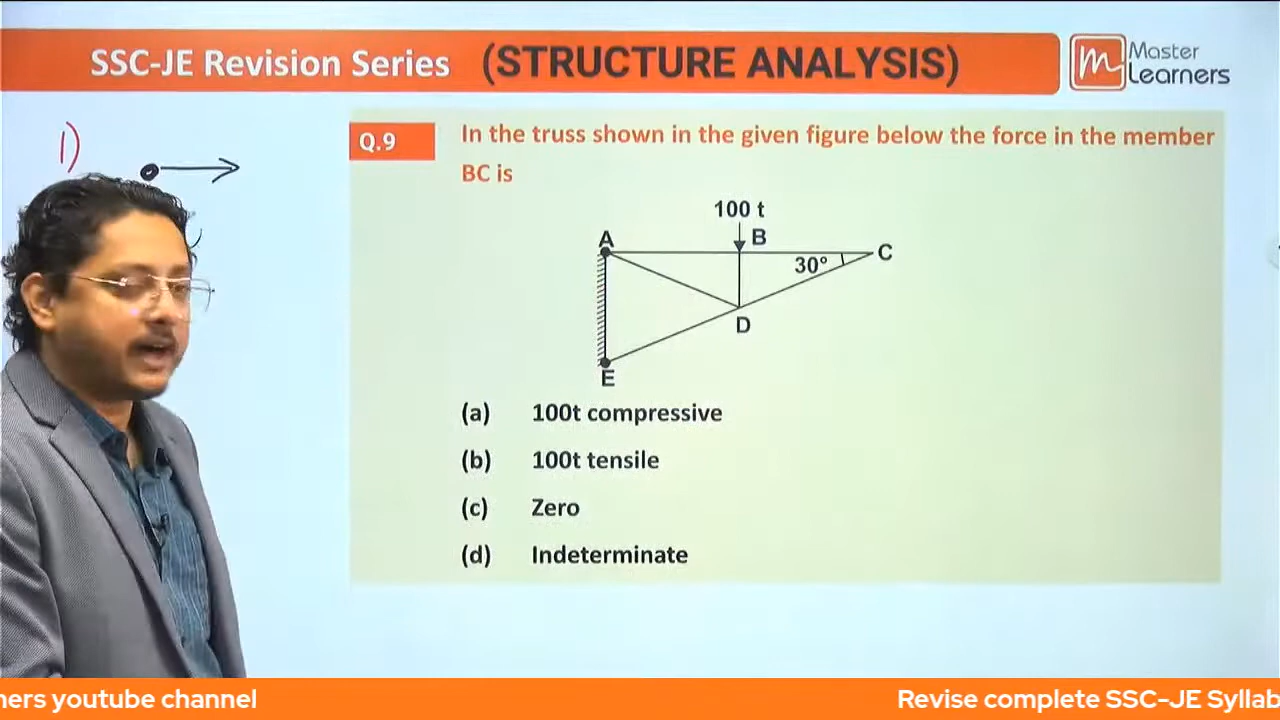 SSC-JE Revision Series (STRUCTURE ANALYSIS)
Master
Learners
1)
Q.9 In the truss shown in the given figure below the force in the member
BC is
100 t
A
B
C
30°
D
E
(a) 100t compressive
(b) 100t tensile
(c) Zero
(d) Indeterminate
youtube channel
Revise complete SSC-JE